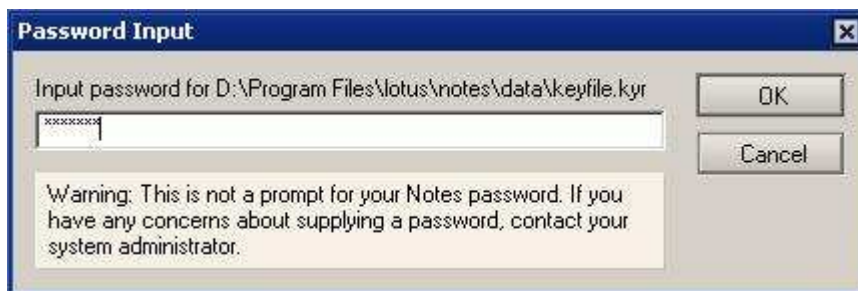 Password Input
Input password for D:\Program Files\lotus\notes\data\keyfile.kyr
OK
*******
Cancel
Warning: This is not a prompt for your Notes password. If you
have any concerns about supplying a password, contact your
system administrator.